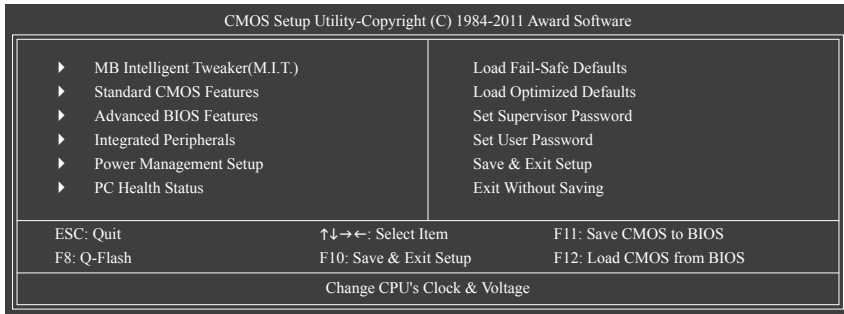 CMOS Setup Utility-Copyright (C) 1984-2011 Award Software
MB Intelligent Tweaker(M.I.T.)
Standard CMOS Features
Advanced BIOS Features
Integrated Peripherals
Power Management Setup
PC Health Status
Load Fail-Safe Defaults
Load Optimized Defaults
Set Supervisor Password
Set User Password
Save & Exit Setup
Exit Without Saving
ESC: Quit ↑↓→←: Select Item F11: Save CMOS to BIOS
F8: Q-Flash F10: Save & Exit Setup F12: Load CMOS from BIOS
Change CPU's Clock & Voltage